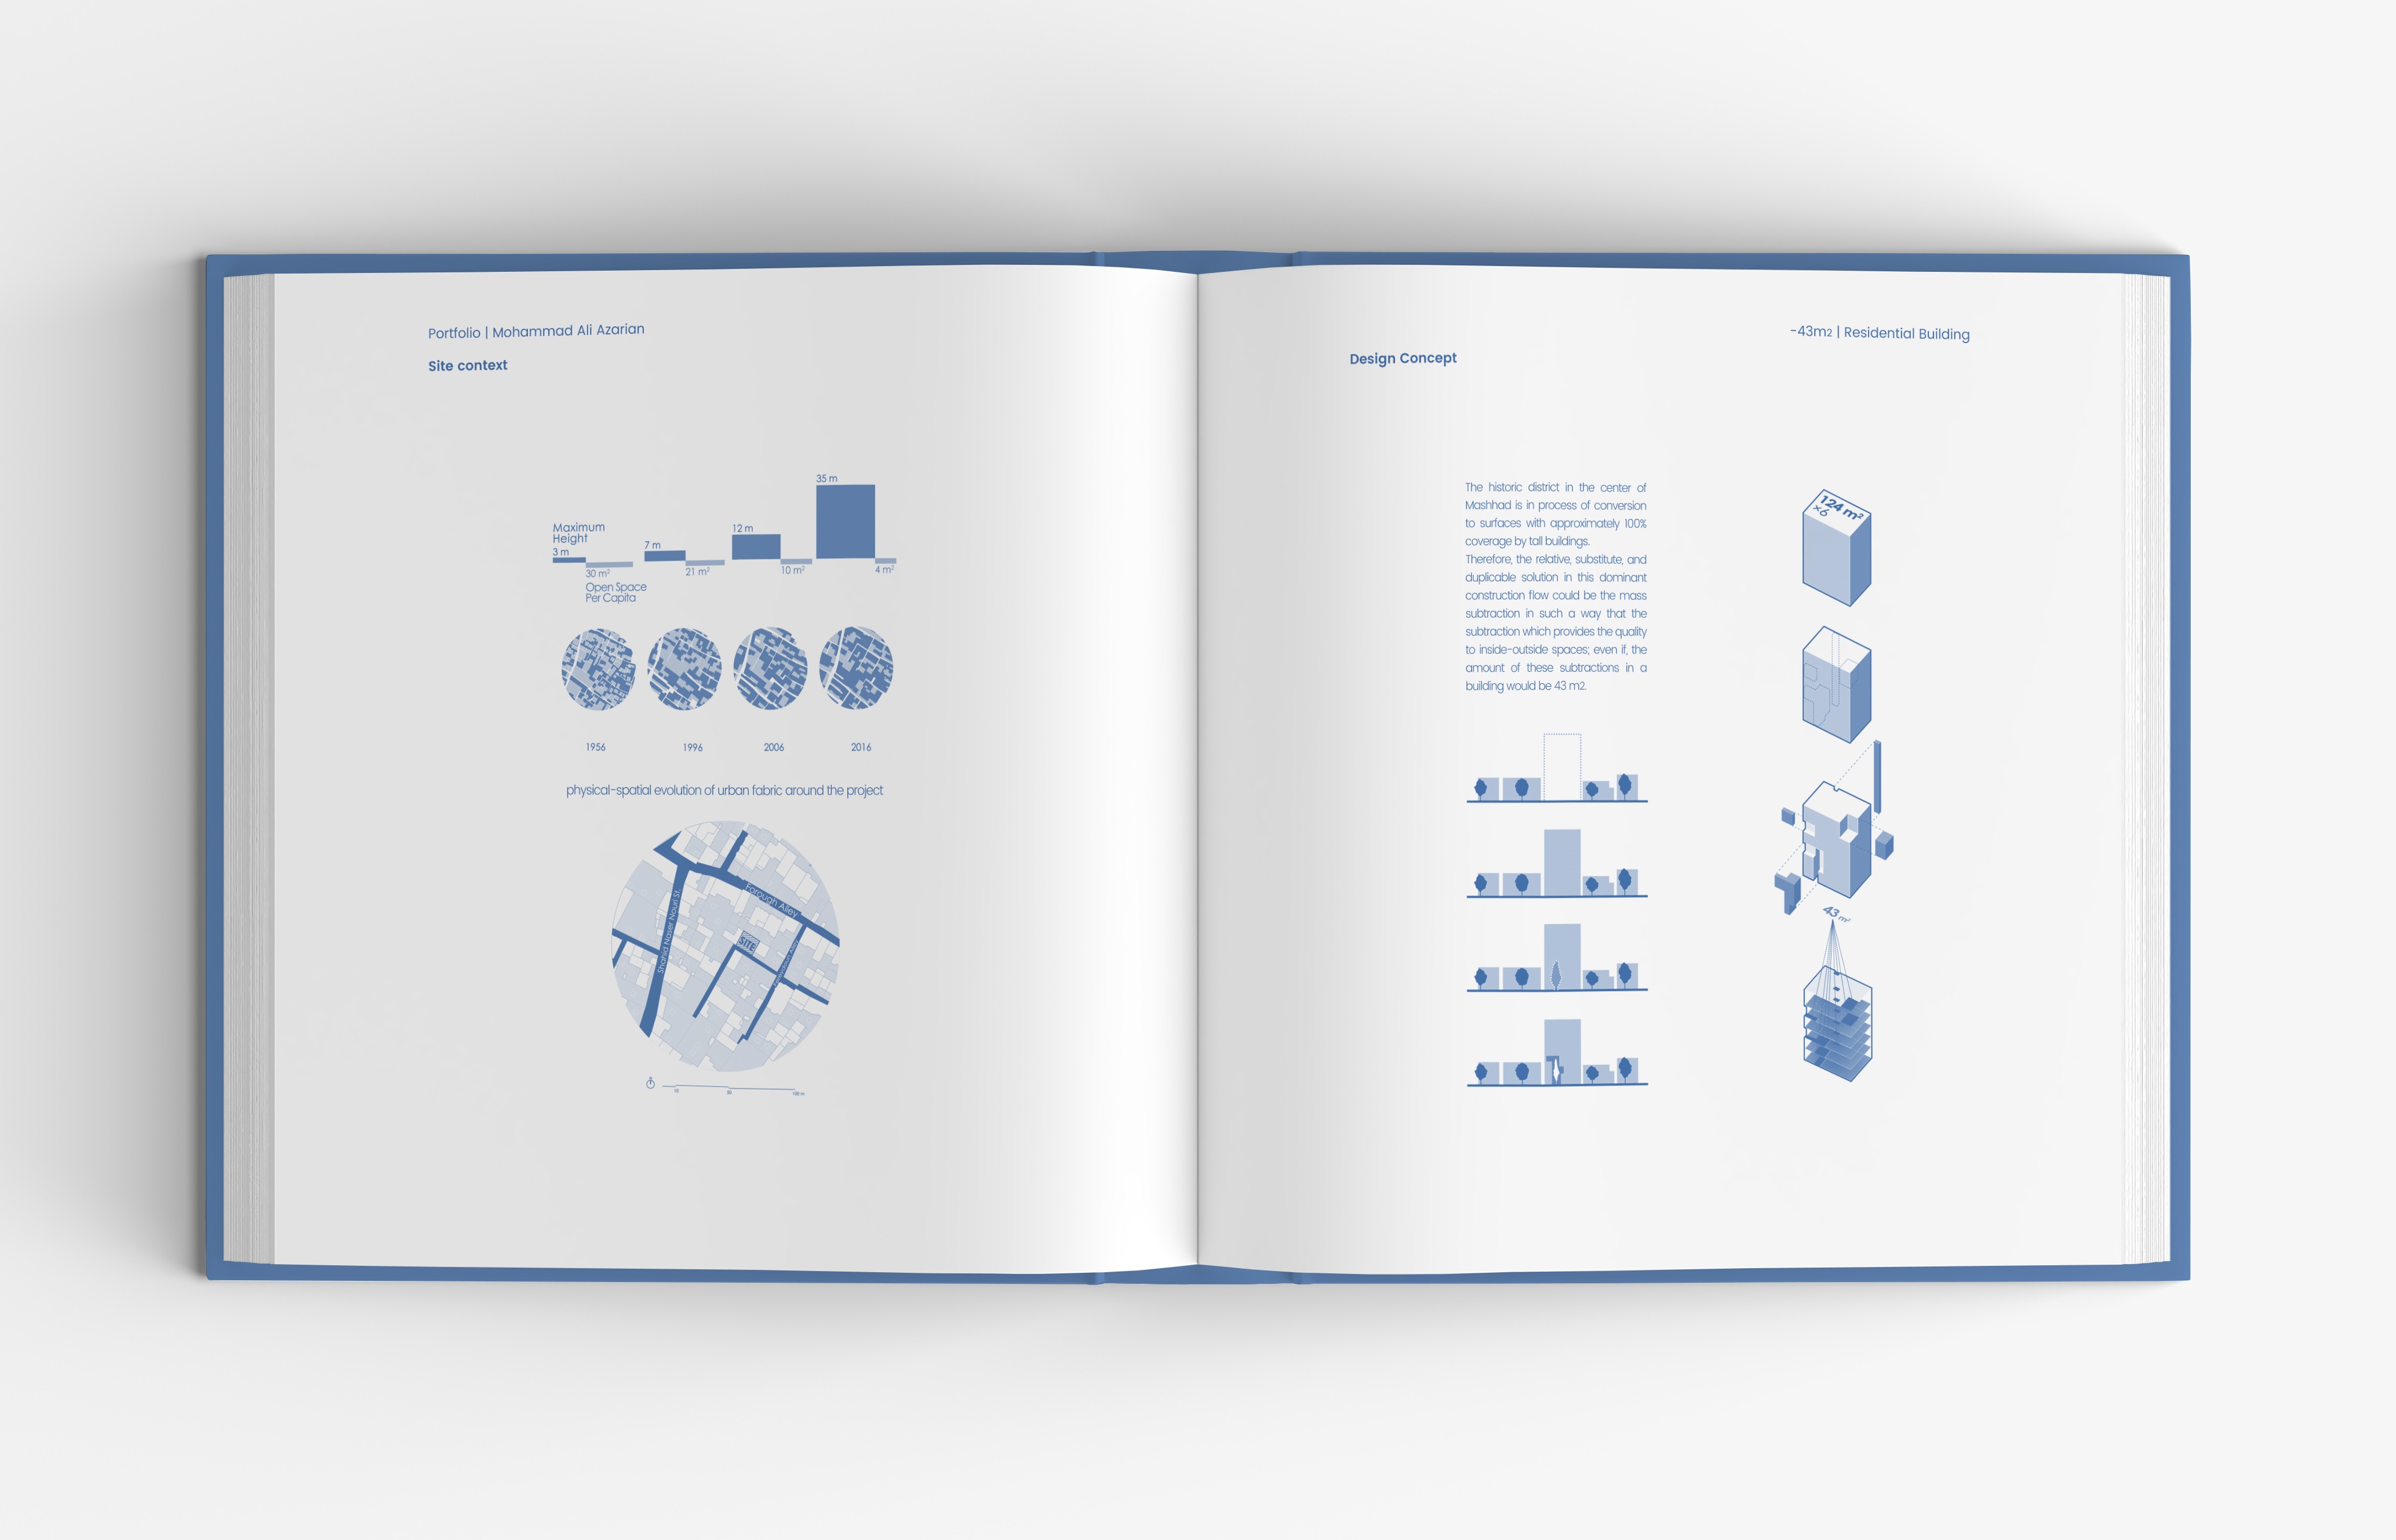 Portfolio | Mohammad Ali Azarian
Site context
Maximum
Height
3 m
7 m
12 m
35 m
30 m²
21 m²
10 m²
4 m²
Open Space
Per Capita
1956
1996
2006
2016
physical-spatial evolution of urban fabric around the project
Forough Alley
Shahid Naser Nouri St.
SITE
50
100 m
-43m2 | Residential Building
Design Concept
The historic district in the center of
Mashhad is in process of conversion
to surfaces with approximately 100%
coverage by tall buildings.
Therefore, the relative, substitute, and
duplicable solution in this dominant
construction flow could be the mass
subtraction in such a way that the
subtraction which provides the quality
to inside-outside spaces; even if, the
amount of these subtractions in a
building would be 43 m2.
124 m²
×6
43 m²